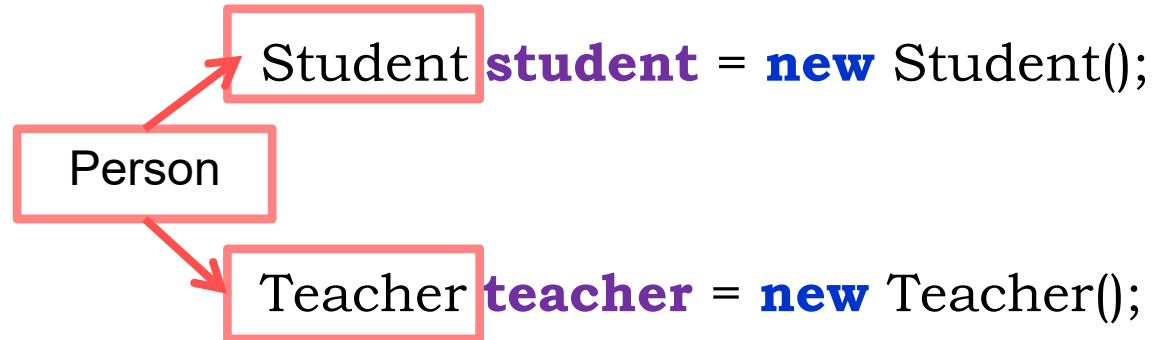 Student student = new Student();
Person
Teacher teacher = new Teacher();